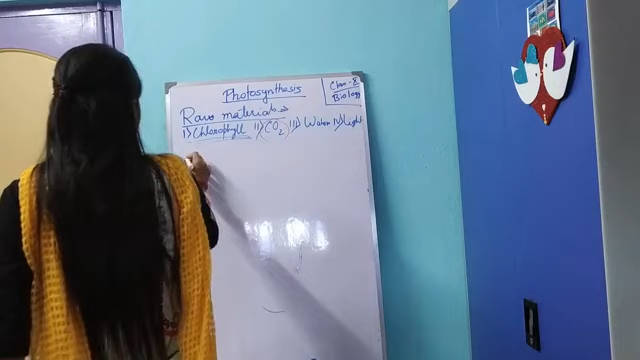 Photosynthesis
Class-8
Biology
Raw materials →
i) Chlorophyll ii) CO2 iii) Water iv) Light